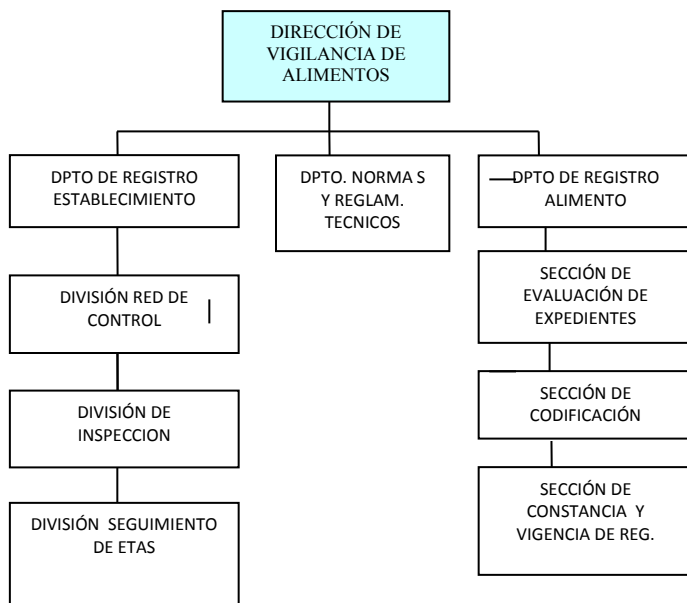 DIRECCIÓN DE
VIGILANCIA DE
ALIMENTOS
DPTO DE REGISTRO
ESTABLECIMIENTO
DPTO. NORMA S
Y REGLAM.
TECNICOS
DPTO DE REGISTRO
ALIMENTO
DIVISIÓN RED DE
CONTROL
SECCIÓN DE
EVALUACIÓN DE
EXPEDIENTES
DIVISIÓN DE
INSPECCION
SECCIÓN DE
CODIFICACIÓN
DIVISIÓN SEGUIMIENTO
DE ETAS
SECCIÓN DE
CONSTANCIA Y
VIGENCIA DE REG.